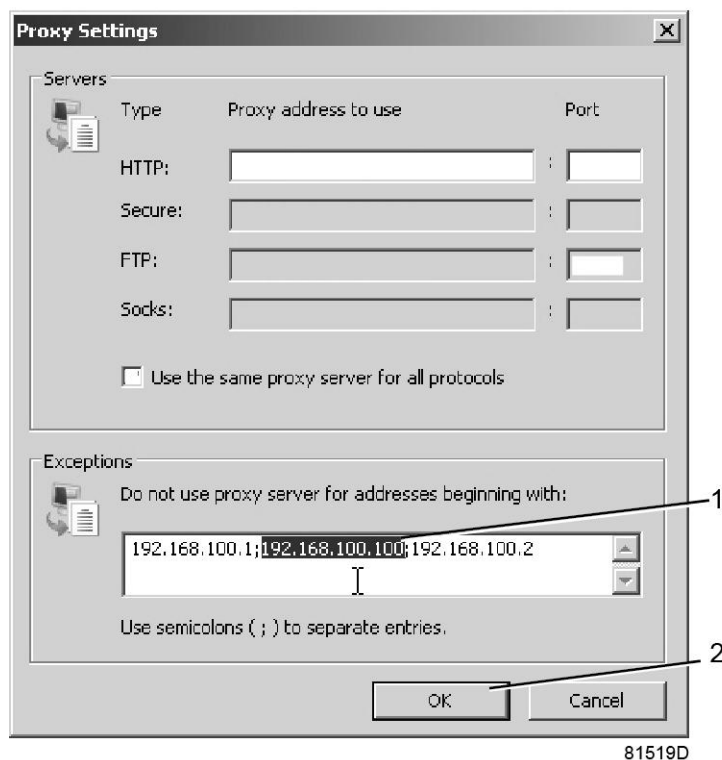 Proxy Settings
Servers
Type Proxy address to use Port
HTTP: :
Secure: :
FTP: :
Socks: :
Use the same proxy server for all protocols
Exceptions
Do not use proxy server for addresses beginning with:
1
192.168.100.1;192.168.100.100;192.168.100.2
Use semicolons ( ; ) to separate entries.
2
OK Cancel
81519D